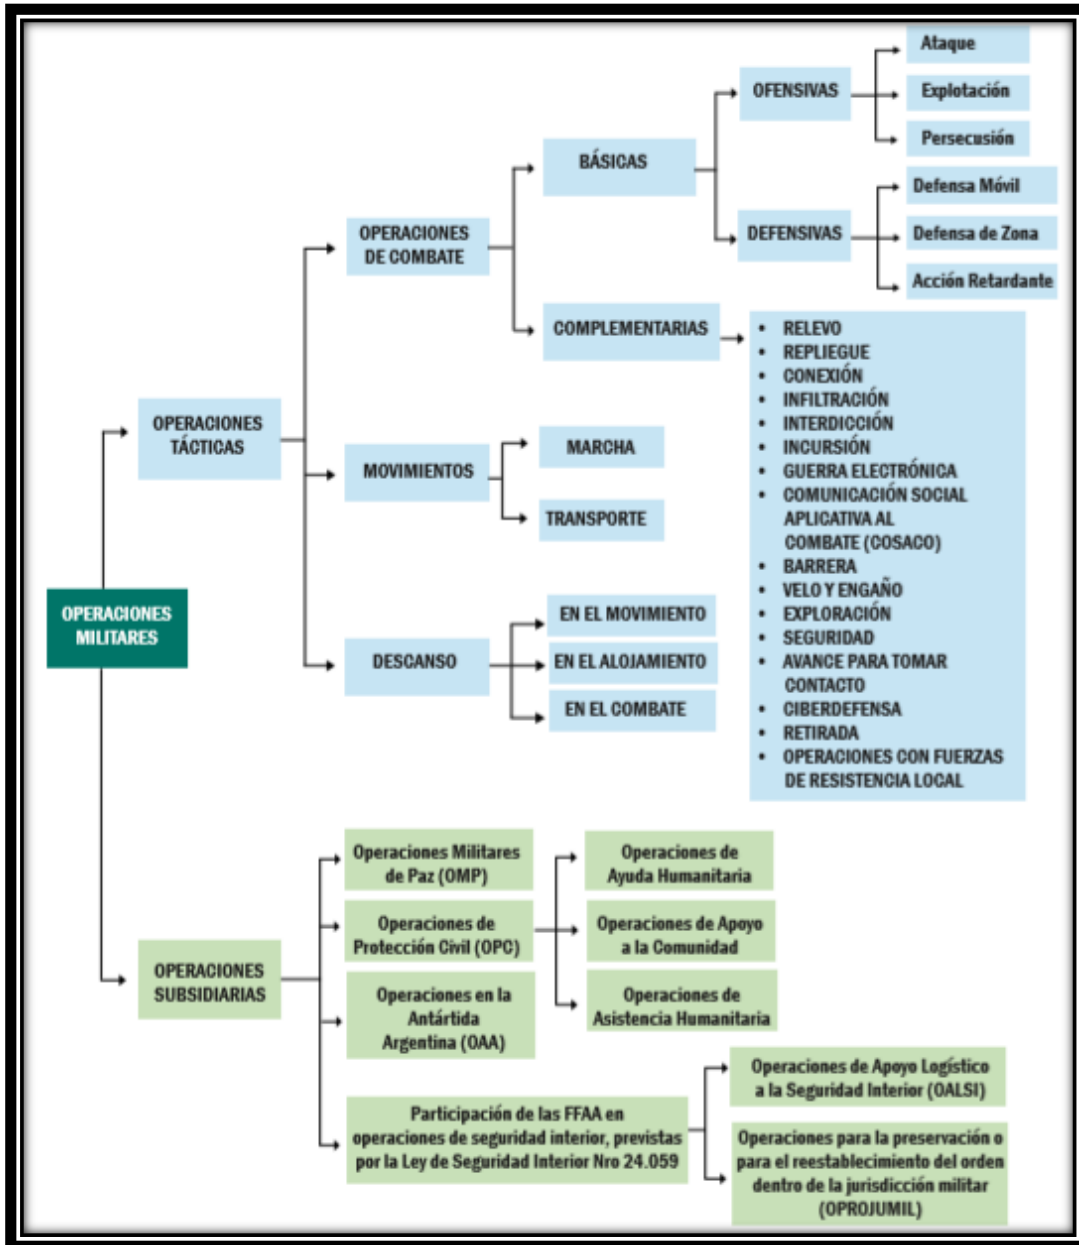 OPERACIONES
MILITARES
OPERACIONES
TÁCTICAS
OPERACIONES
DE COMBATE
BÁSICAS
OFENSIVAS
Ataque
Explotación
Persecusión
DEFENSIVAS
Defensa Móvil
Defensa de Zona
Acción Retardante
COMPLEMENTARIAS
• RELEVO
• REPLIEGUE
• CONEXIÓN
• INFILTRACIÓN
• INTERDICCIÓN
• INCURSIÓN
• GUERRA ELECTRÓNICA
• COMUNICACIÓN SOCIAL
APLICATIVA AL
COMBATE (COSACO)
• BARRERA
• VELO Y ENGAÑO
• EXPLORACIÓN
• SEGURIDAD
• AVANCE PARA TOMAR
CONTACTO
• CIBERDEFENSA
• RETIRADA
• OPERACIONES CON FUERZAS
DE RESISTENCIA LOCAL
MOVIMIENTOS
MARCHA
TRANSPORTE
DESCANSO
EN EL MOVIMIENTO
EN EL ALOJAMIENTO
EN EL COMBATE
OPERACIONES
SUBSIDIARIAS
Operaciones Militares
de Paz (OMP)
Operaciones de
Protección Civil (OPC)
Operaciones de
Ayuda Humanitaria
Operaciones de Apoyo
a la Comunidad
Operaciones de
Asistencia Humanitaria
Operaciones en la
Antártida
Argentina (OAA)
Participación de las FFAA en
operaciones de seguridad interior, previstas
por la Ley de Seguridad Interior Nro 24.059
Operaciones de Apoyo Logístico
a la Seguridad Interior (OALSI)
Operaciones para la preservación o
para el reestablecimiento del orden
dentro de la jurisdicción militar
(OPROJUMIL)